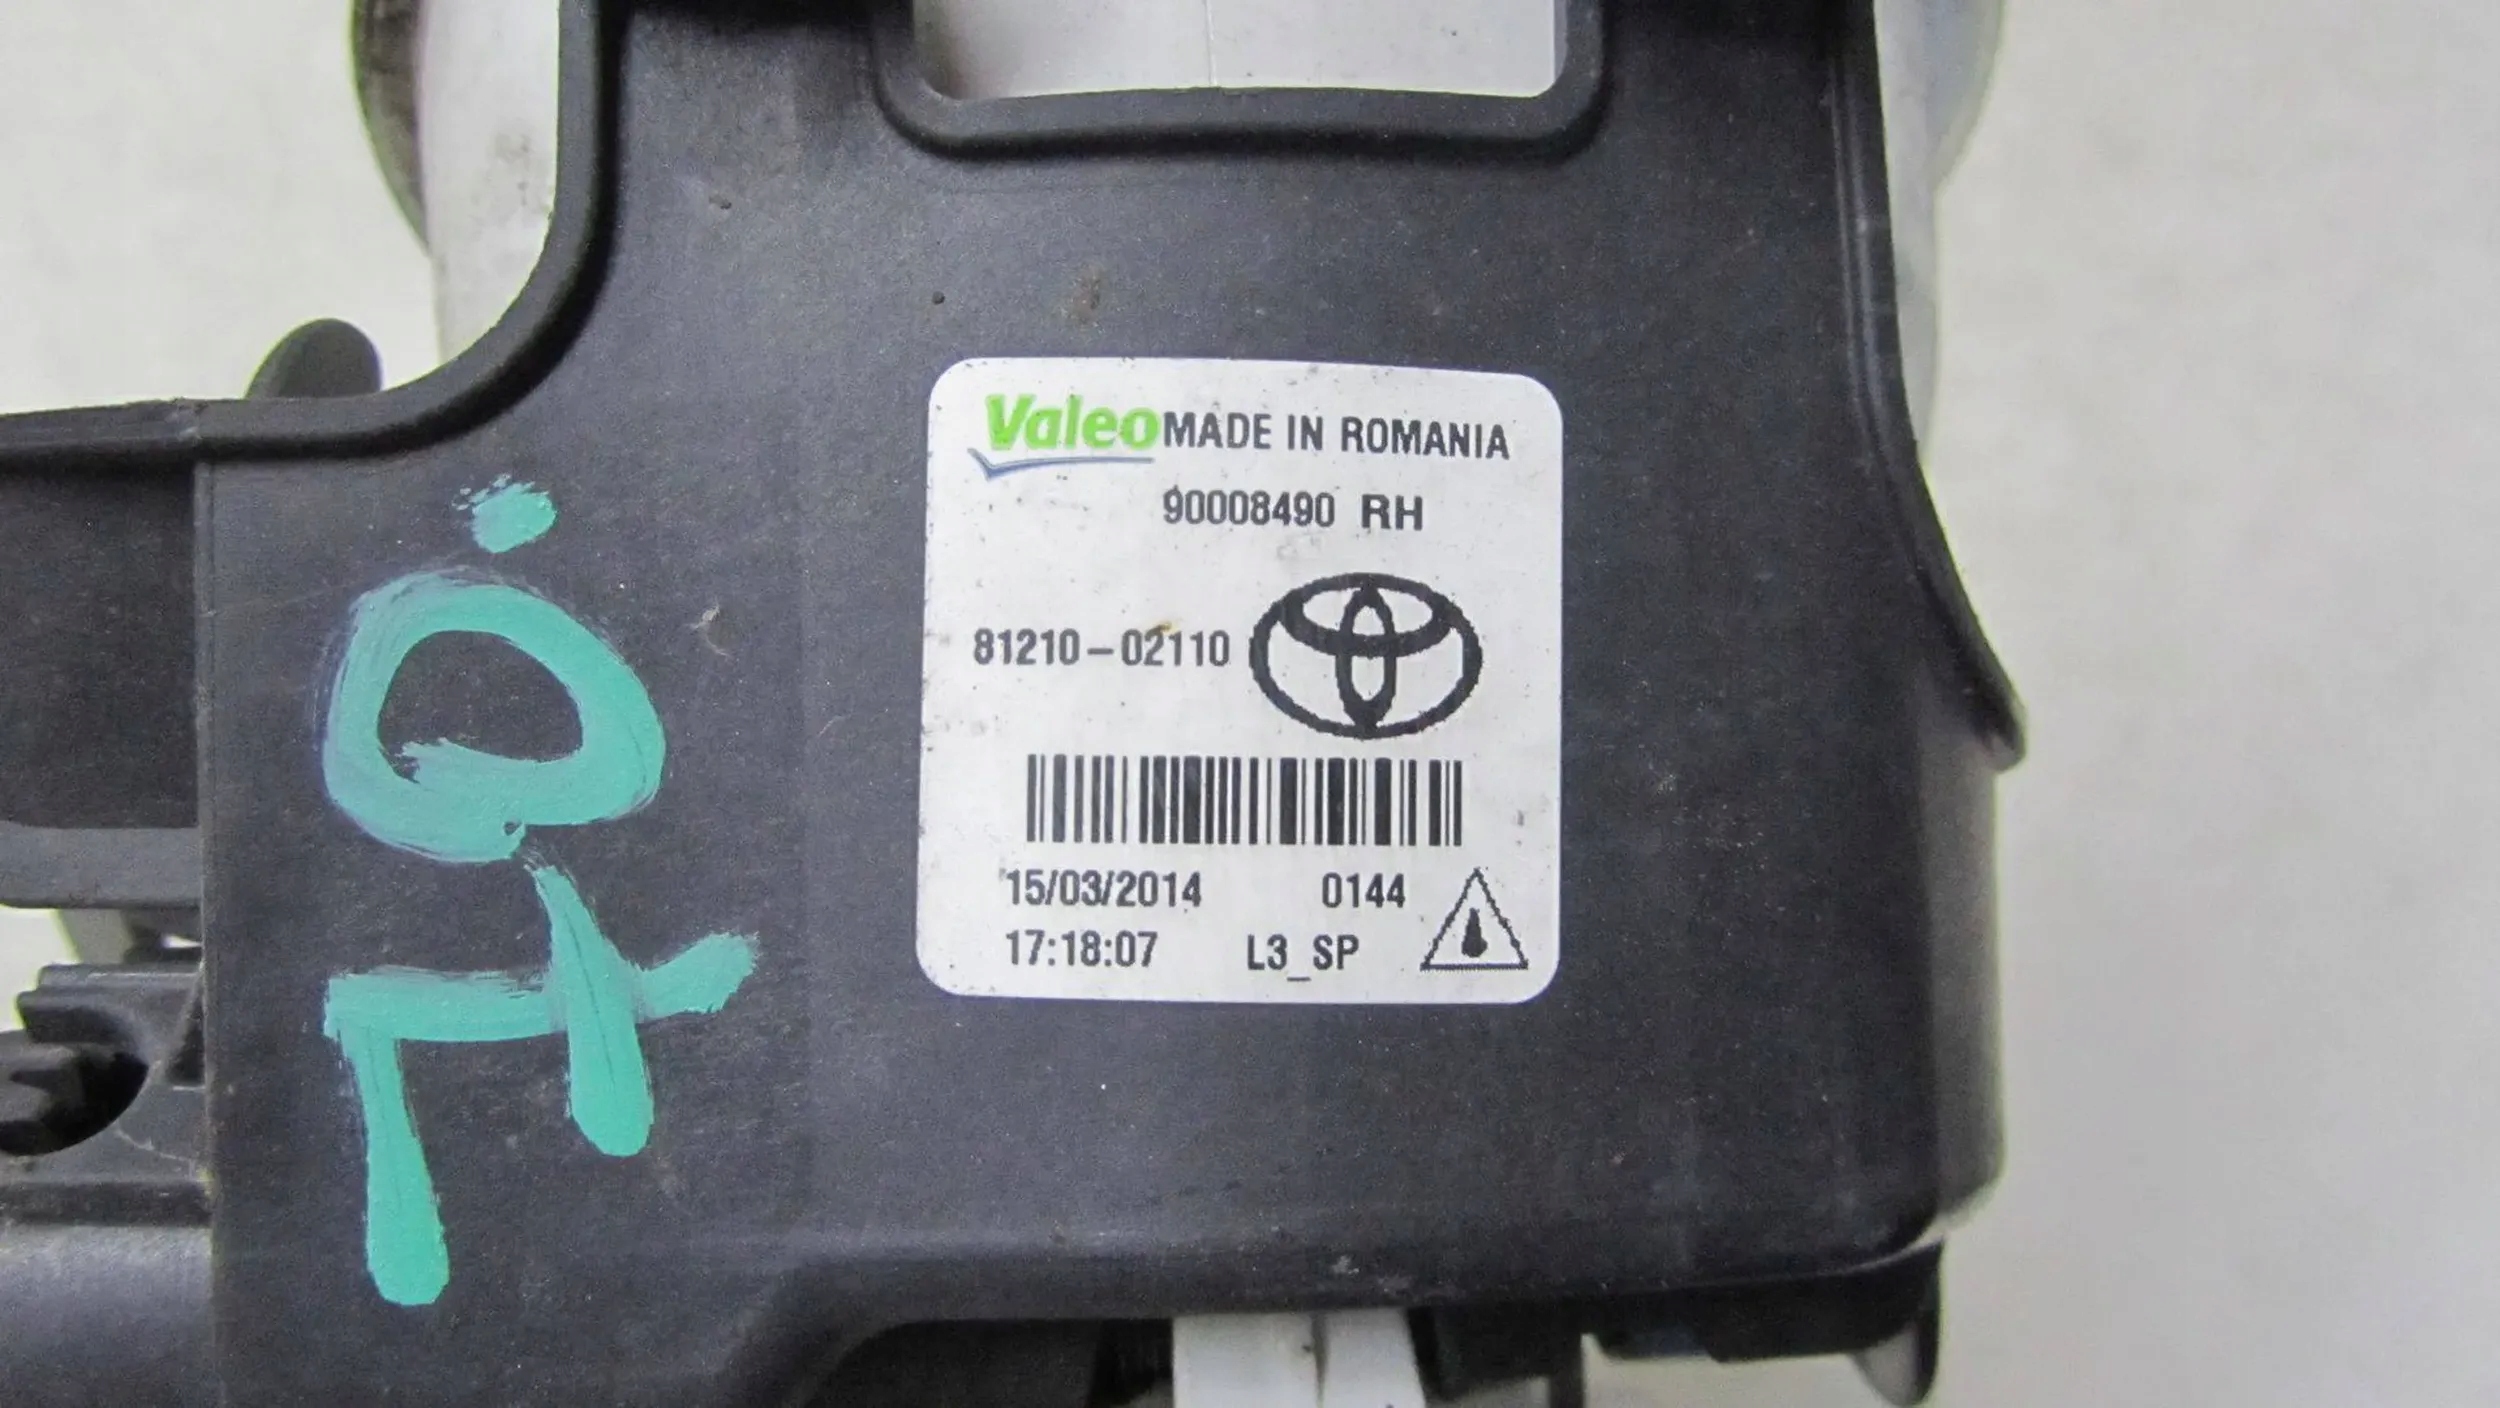 Valeo MADE IN ROMANIA
90008490 RH
81210-02110
15/03/2014 0144
17:18:07 L3_SP